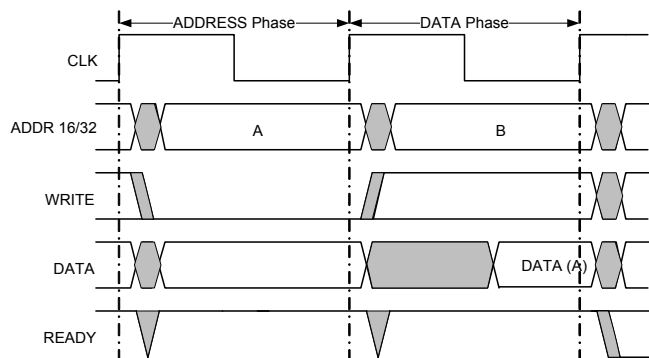 ADDRESS Phase DATA Phase
CLK
ADDR 16/32 A B
WRITE
DATA DATA (A)
READY